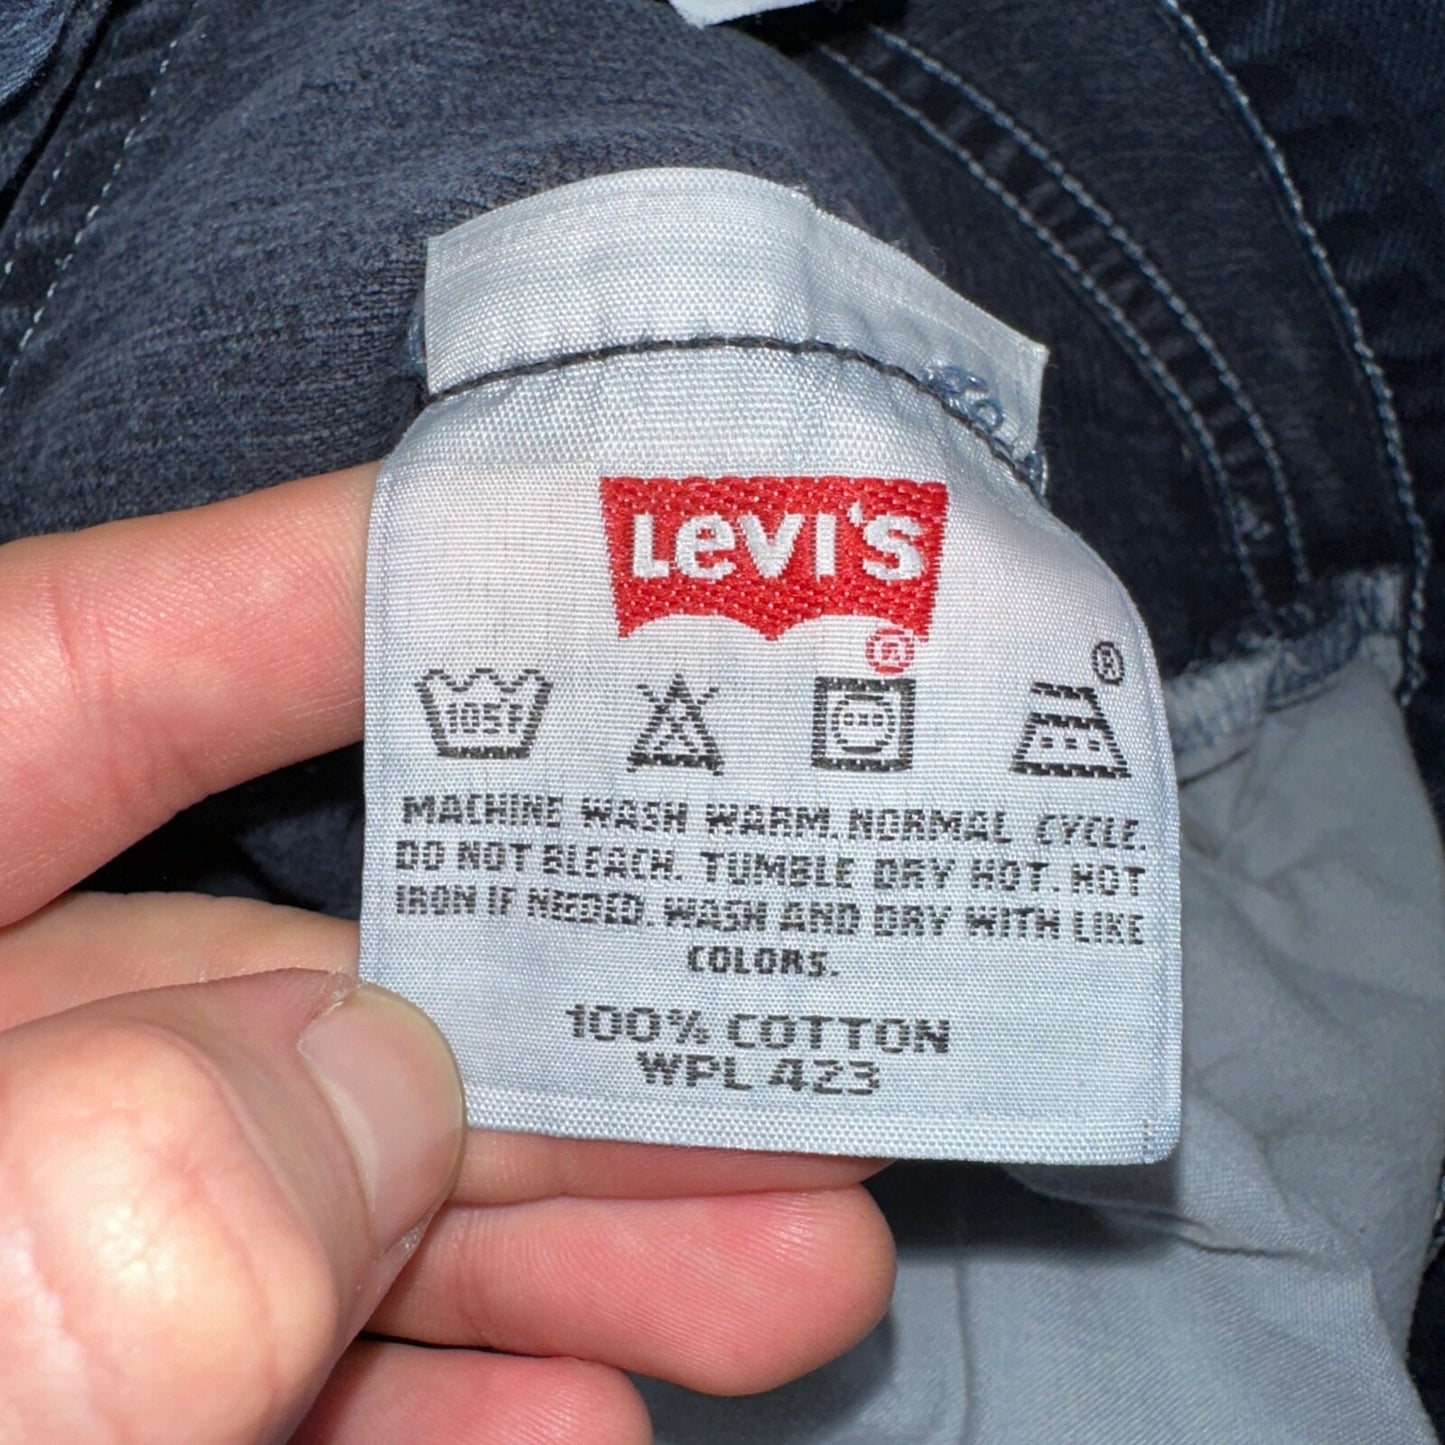 LEVI'S
®
®
105F
MACHINE WASH WARM. NORMAL CYCLE.
DO NOT BLEACH. TUMBLE DRY HOT. HOT
IRON IF NEEDED. WASH AND DRY WITH LIKE
COLORS.
100% COTTON
WPL 423